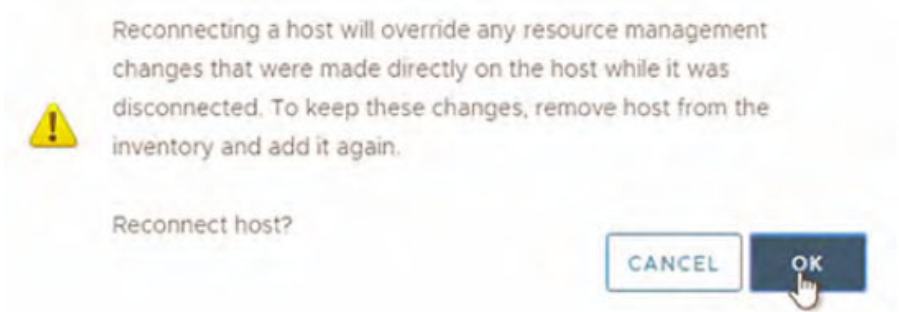 Reconnecting a host will override any resource management
changes that were made directly on the host while it was
disconnected. To keep these changes, remove host from the
inventory and add it again.
Reconnect host?
CANCEL
OK